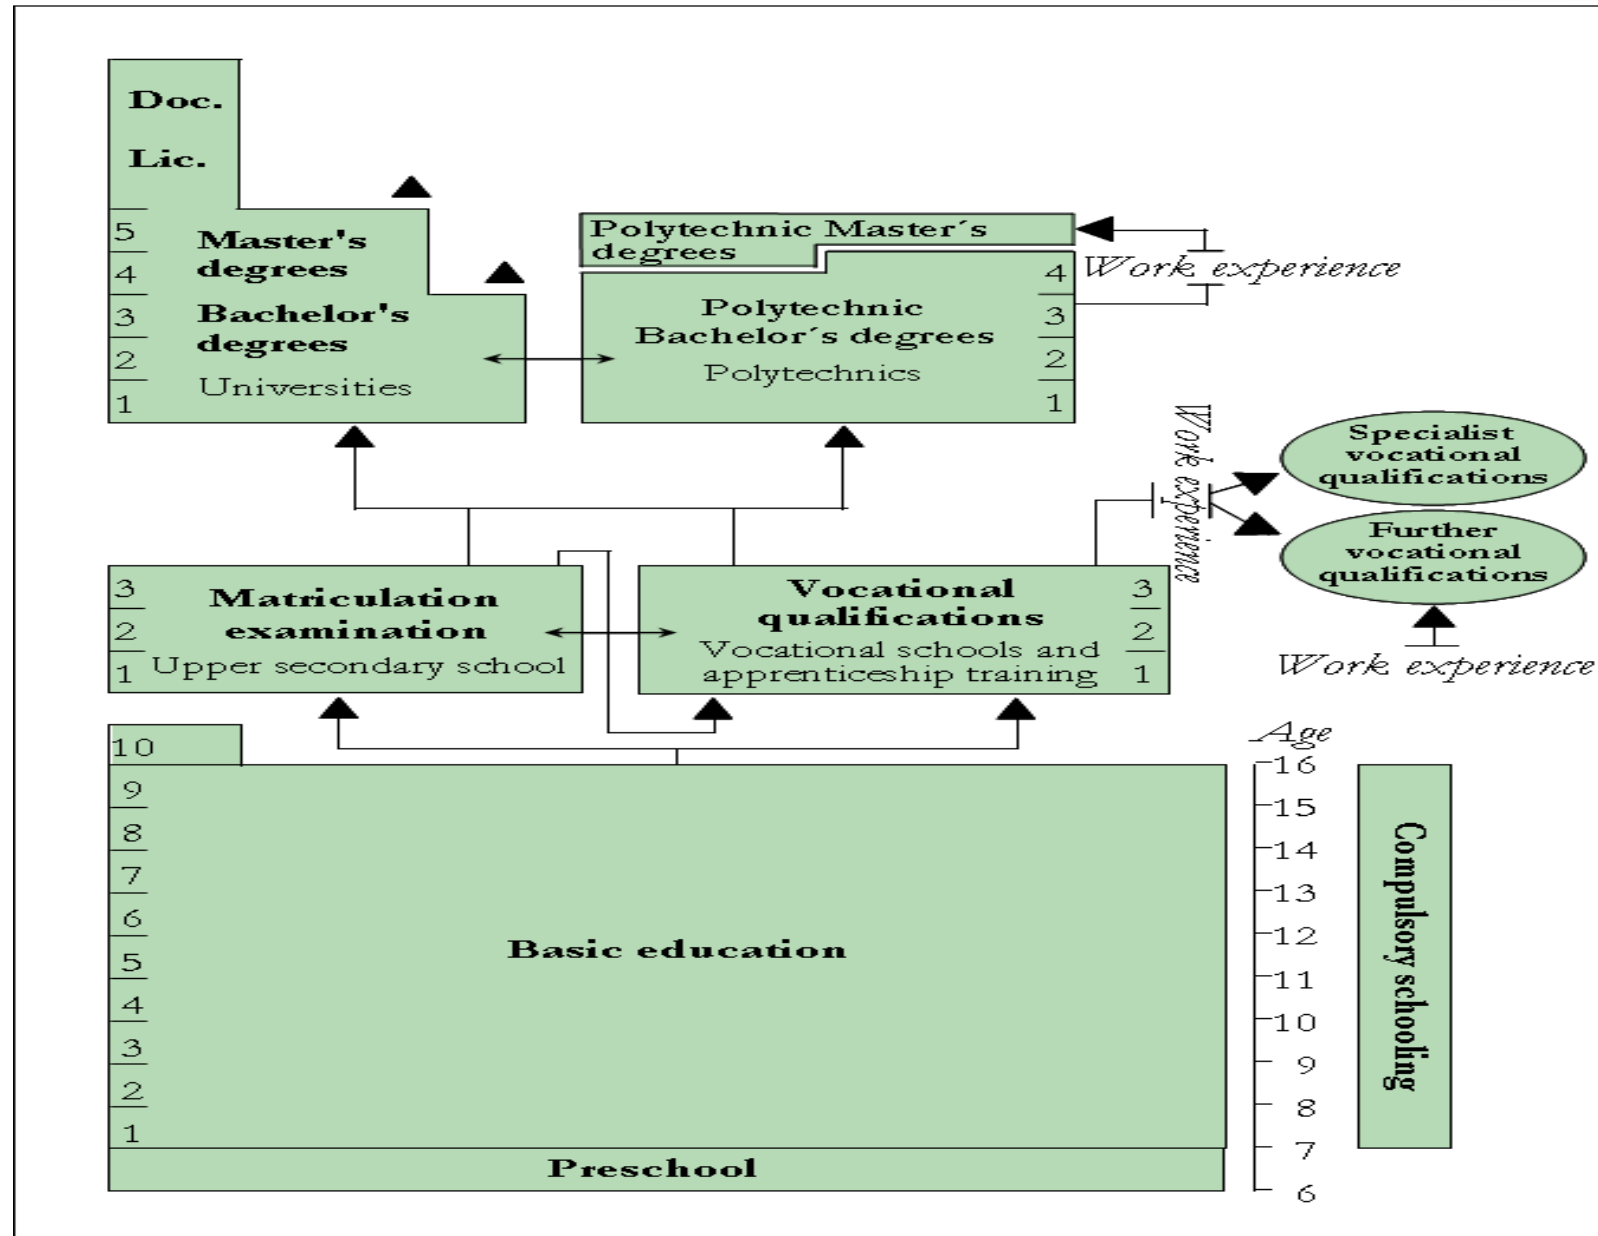 Doc.
Lic.
5
4
3
2
1
Master's
degrees
Bachelor's
degrees
Universities
Polytechnic Master´s
degrees
Work experience
4
3
2
1
Polytechnic
Bachelor´s degrees
Polytechnics
Work experience
Specialist
vocational
qualifications
Further
vocational
qualifications
Work experience
3
2
1
Matriculation
examination
Upper secondary school
Vocational
qualifications
Vocational schools and
apprenticeship training
3
2
1
10
9
8
7
6
5
4
3
2
1
Basic education
Preschool
Age
16
15
14
13
12
11
10
9
8
7
6
Compulsory schooling